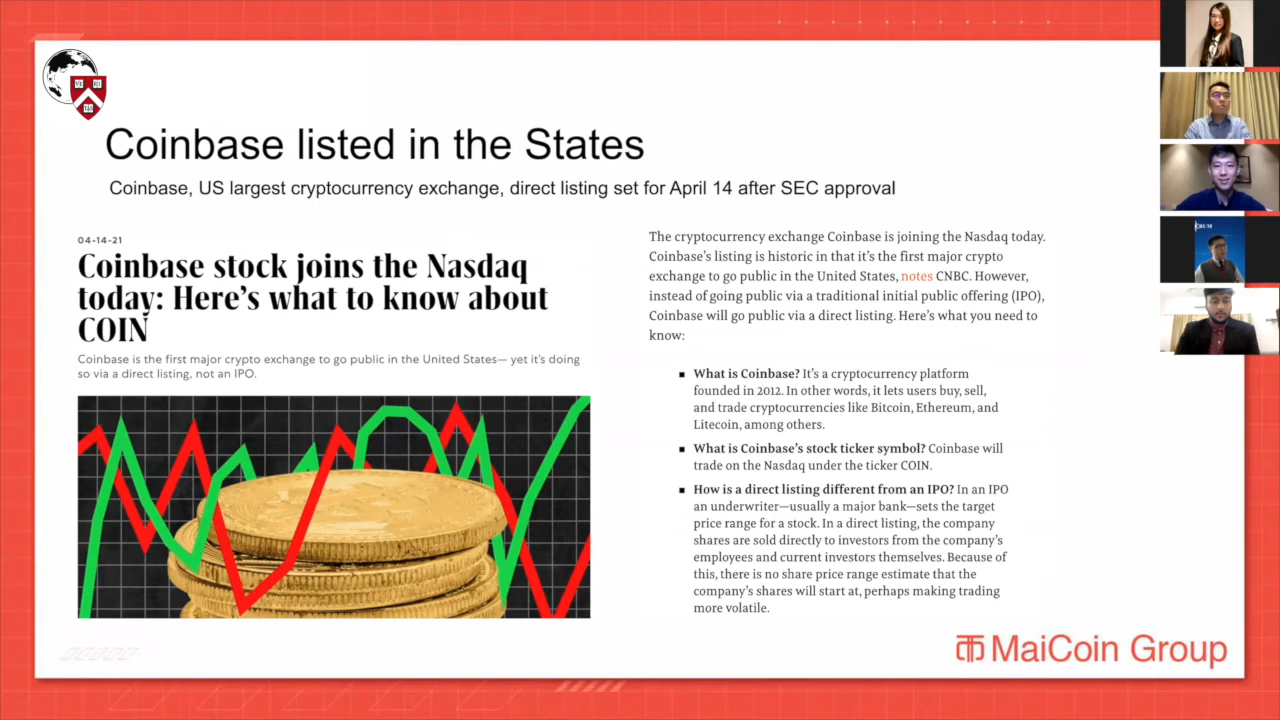 VE RI
TAS
Coinbase listed in the States
Coinbase, US largest cryptocurrency exchange, direct listing set for April 14 after SEC approval
04-14-21
Coinbase stock joins the Nasdaq
today: Here's what to know about
COIN
Coinbase is the first major crypto exchange to go public in the United States— yet it's doing
so via a direct listing, not an IPO.
The cryptocurrency exchange Coinbase is joining the Nasdaq today.
Coinbase's listing is historic in that it's the first major crypto
exchange to go public in the United States, notes CNBC. However,
instead of going public via a traditional initial public offering (IPO),
Coinbase will go public via a direct listing. Here's what you need to
know:
What is Coinbase? It's a cryptocurrency platform
founded in 2012. In other words, it lets users buy, sell,
and trade cryptocurrencies like Bitcoin, Ethereum, and
Litecoin, among others.
What is Coinbase's stock ticker symbol? Coinbase will
trade on the Nasdaq under the ticker COIN.
How is a direct listing different from an IPO? In an IPO
an underwriter—usually a major bank—sets the target
price range for a stock. In a direct listing, the company
shares are sold directly to investors from the company's
employees and current investors themselves. Because of
this, there is no share price range estimate that the
company's shares will start at, perhaps making trading
more volatile.
MaiCoin Group